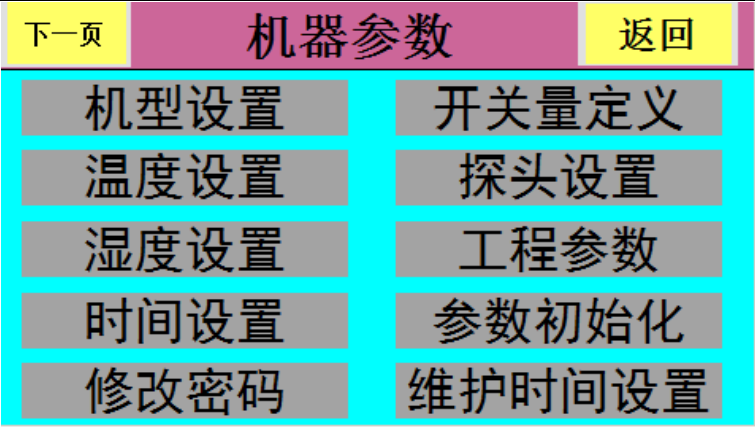 下一页
机器参数
返回
机型设置
开关量定义
温度设置
探头设置
湿度设置
工程参数
时间设置
参数初始化
修改密码
维护时间设置